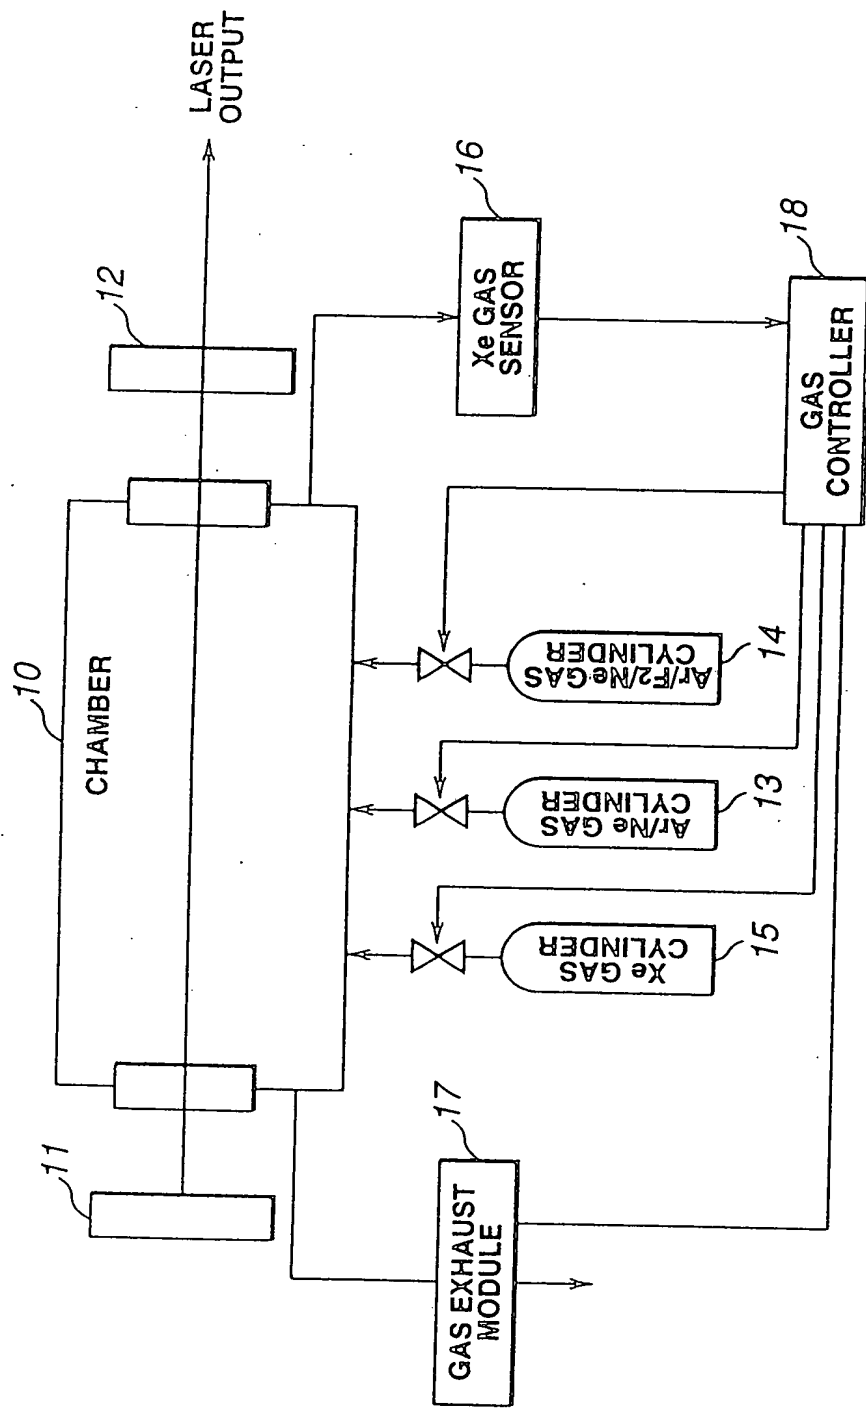 LASER
OUTPUT
12
10
CHAMBER
11
16
Xe GAS
SENSOR
Ar/F2/Ne GAS
CYLINDER
14
Ar/Ne GAS
CYLINDER
13
Xe GAS
CYLINDER
15
17
GAS EXHAUST
MODULE
18
GAS
CONTROLLER